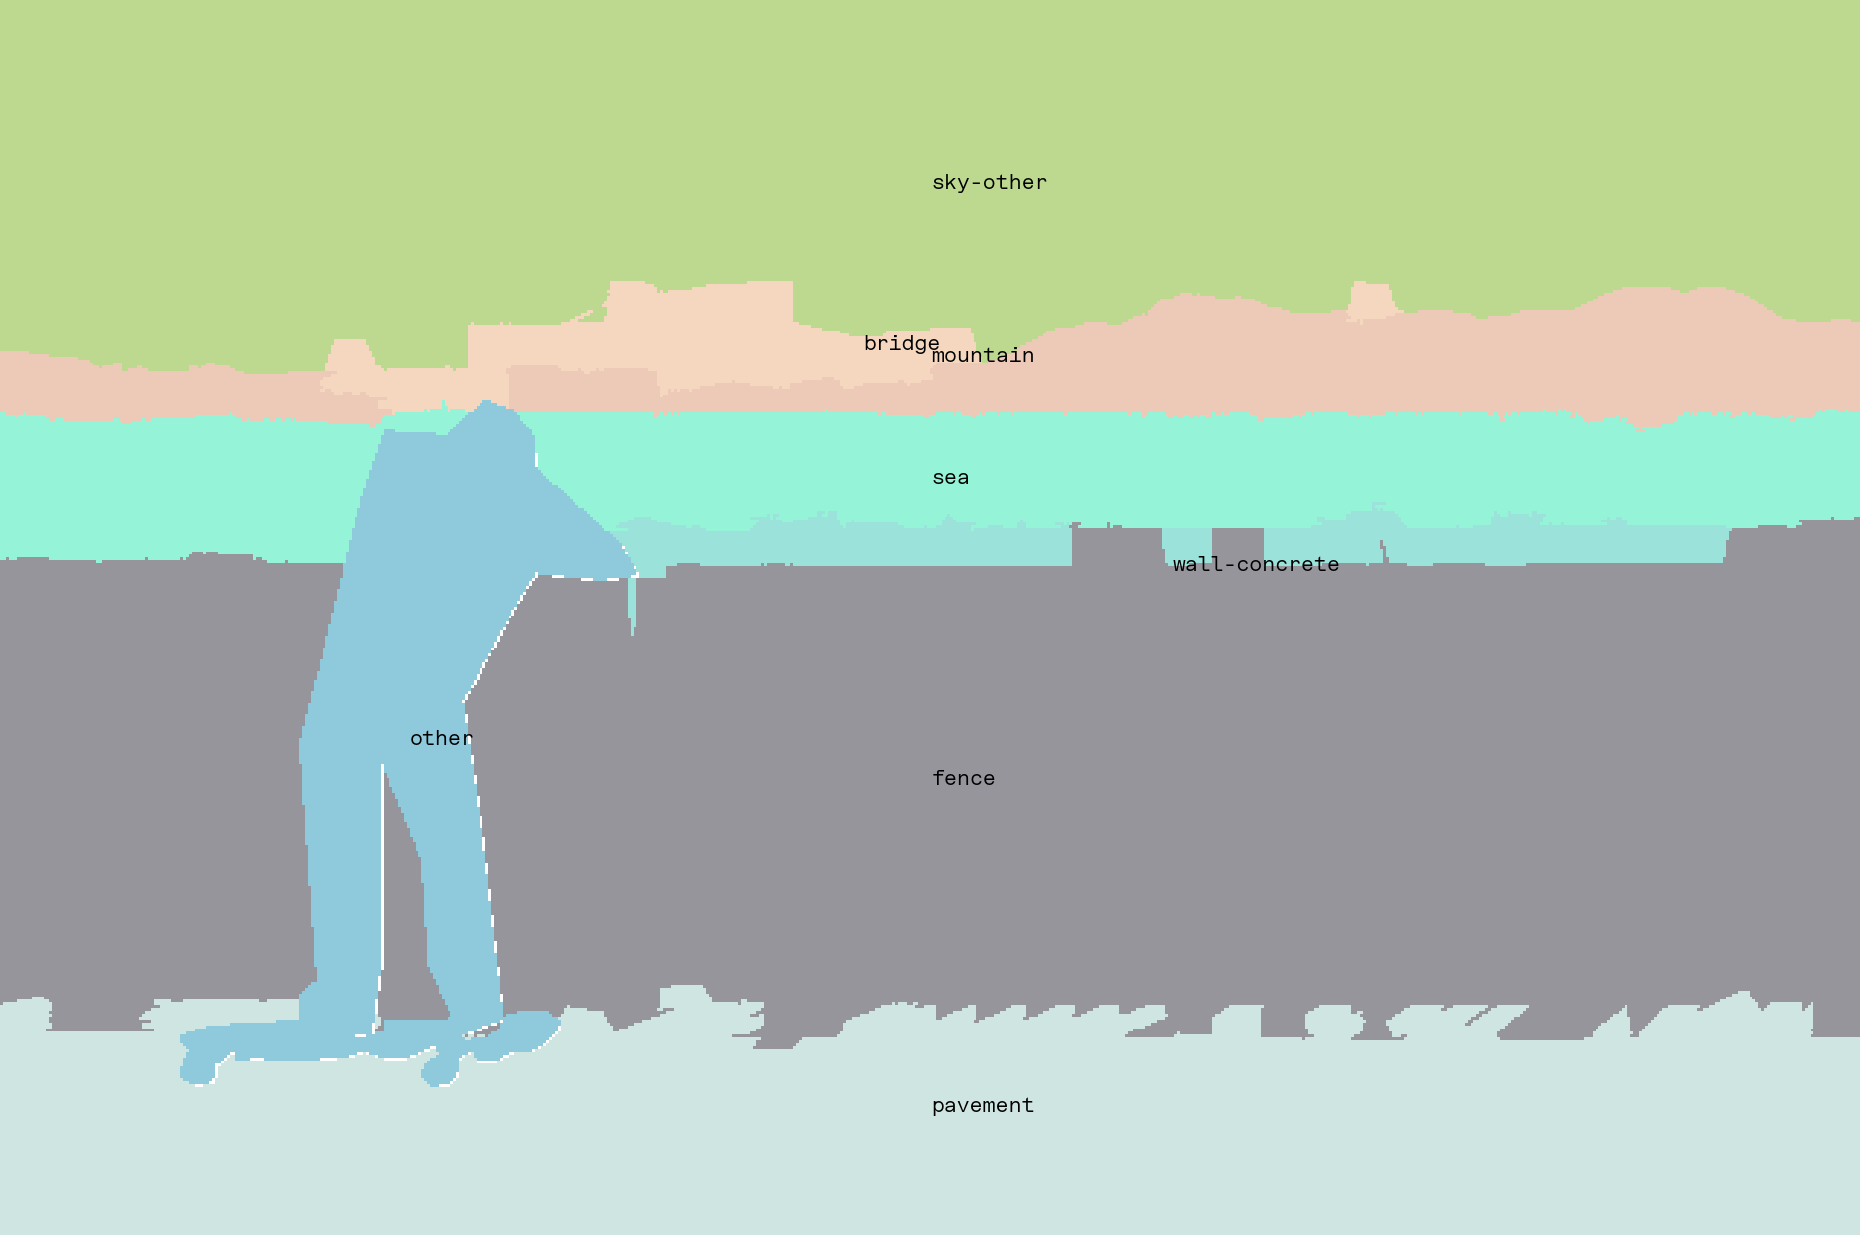 sky-other
bridge
mountain
sea
wall-concrete
other
fence
pavement